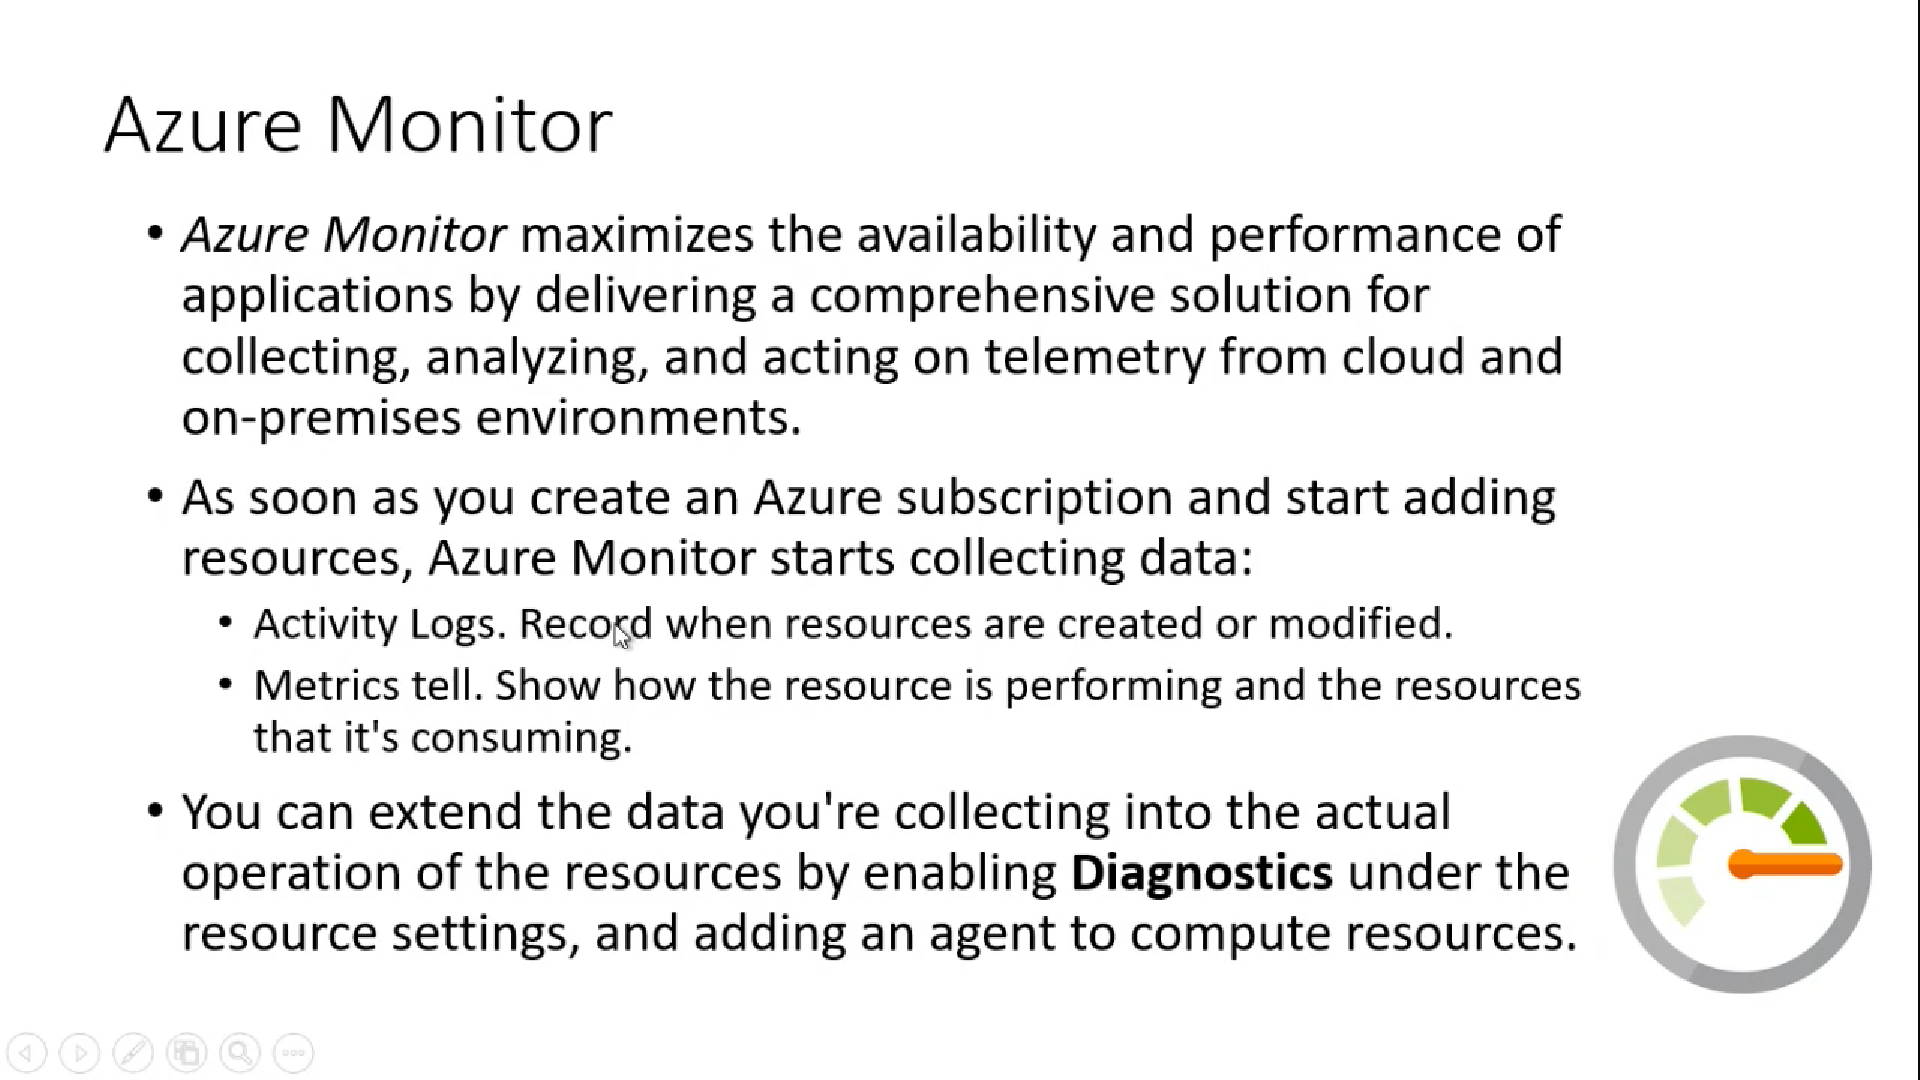 Azure Monitor
• Azure Monitor maximizes the availability and performance of
applications by delivering a comprehensive solution for
collecting, analyzing, and acting on telemetry from cloud and
on-premises environments.
• As soon as you create an Azure subscription and start adding
resources, Azure Monitor starts collecting data:
• Activity Logs. Record when resources are created or modified.
• Metrics tell. Show how the resource is performing and the resources
that it's consuming.
• You can extend the data you're collecting into the actual
operation of the resources by enabling Diagnostics under the
resource settings, and adding an agent to compute resources.